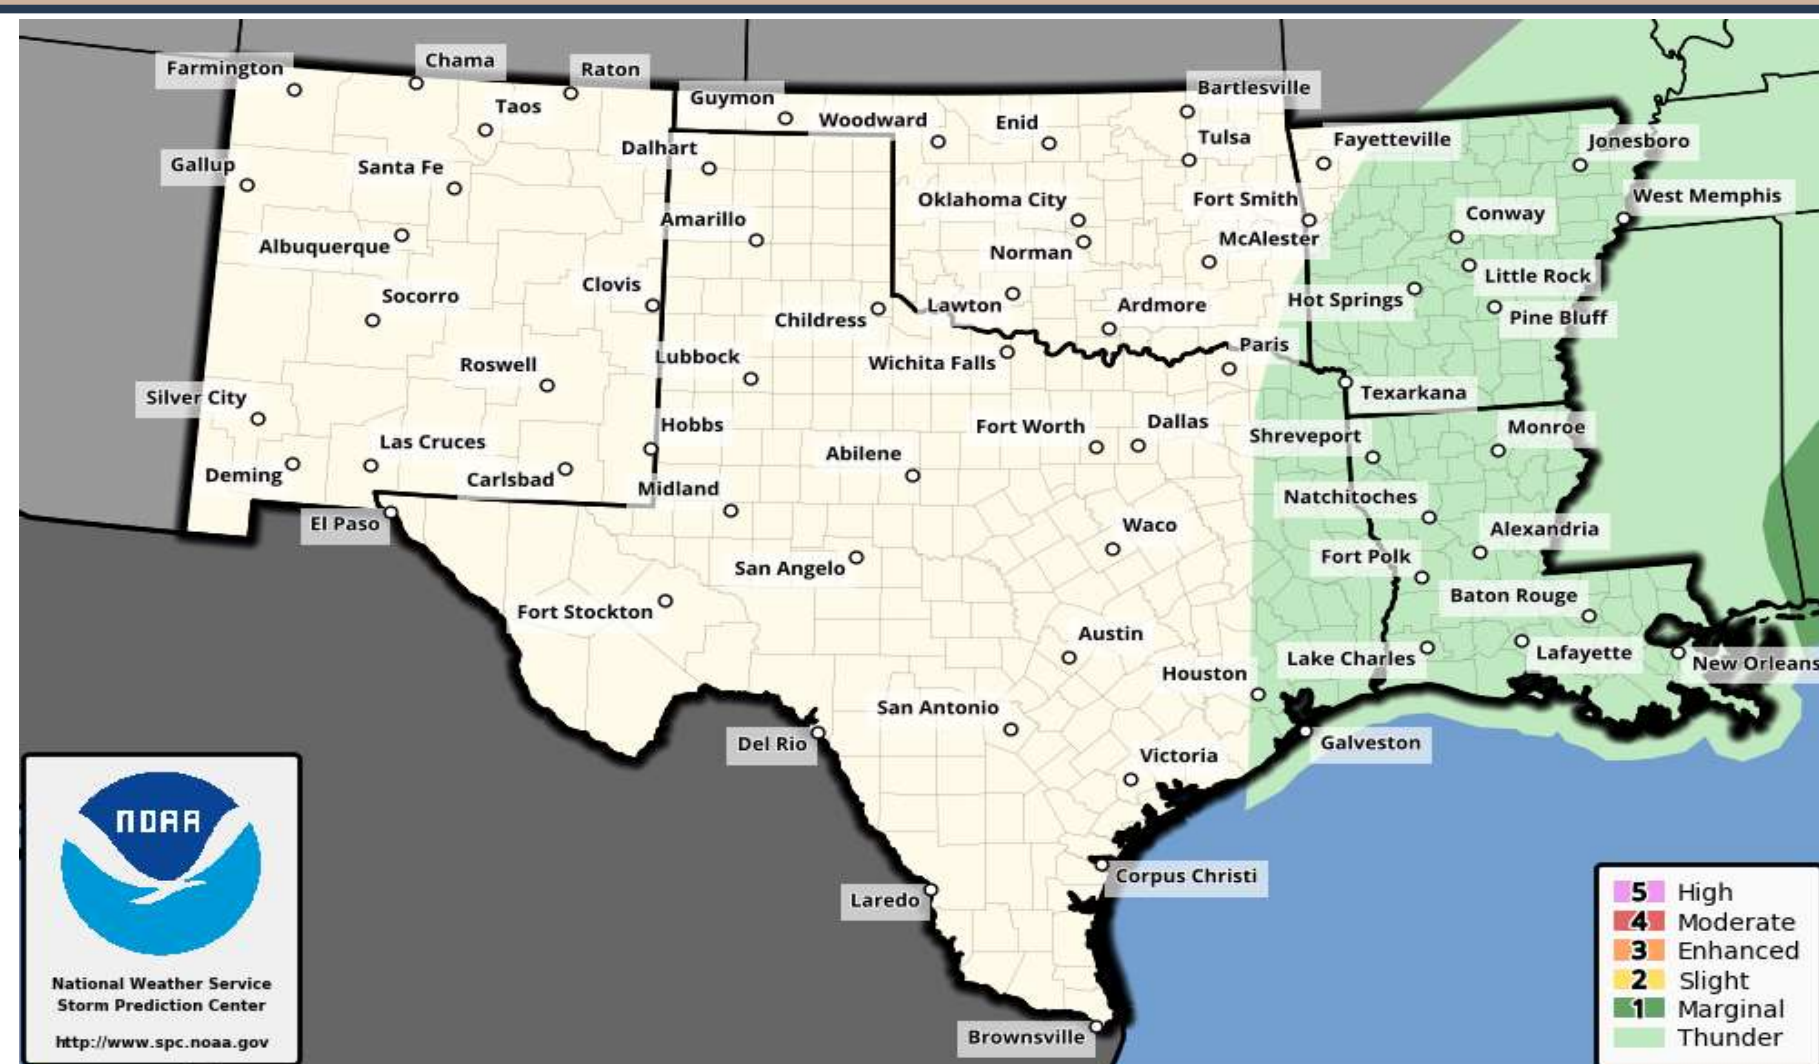 Farmington
Chama
Raton
Guymon
Bartlesville
Taos
Woodward
Enid
Tulsa
Fayetteville
Jonesboro
Dalhart
Gallup
Santa Fe
Oklahoma City
Fort Smith
West Memphis
Amarillo
Conway
Albuquerque
Norman
McAlester
Little Rock
Clovis
Socorro
Hot Springs
Lawton
Ardmore
Pine Bluff
Childress
Paris
Roswell
Lubbock
Wichita Falls
Texarkana
Silver City
Hobbs
Fort Worth
Dallas
Shreveport
Monroe
Las Cruces
Abilene
Deming
Carlsbad
Midland
Natchitoches
El Paso
Waco
Alexandria
San Angelo
Fort Polk
Baton Rouge
Fort Stockton
Austin
Lake Charles
Lafayette
New Orleans
Houston
San Antonio
Del Rio
Victoria
Galveston
Corpus Christi
Laredo
Brownsville
NOAA
National Weather Service
Storm Prediction Center
http://www.spc.noaa.gov
5 High
4 Moderate
3 Enhanced
2 Slight
1 Marginal
Thunder